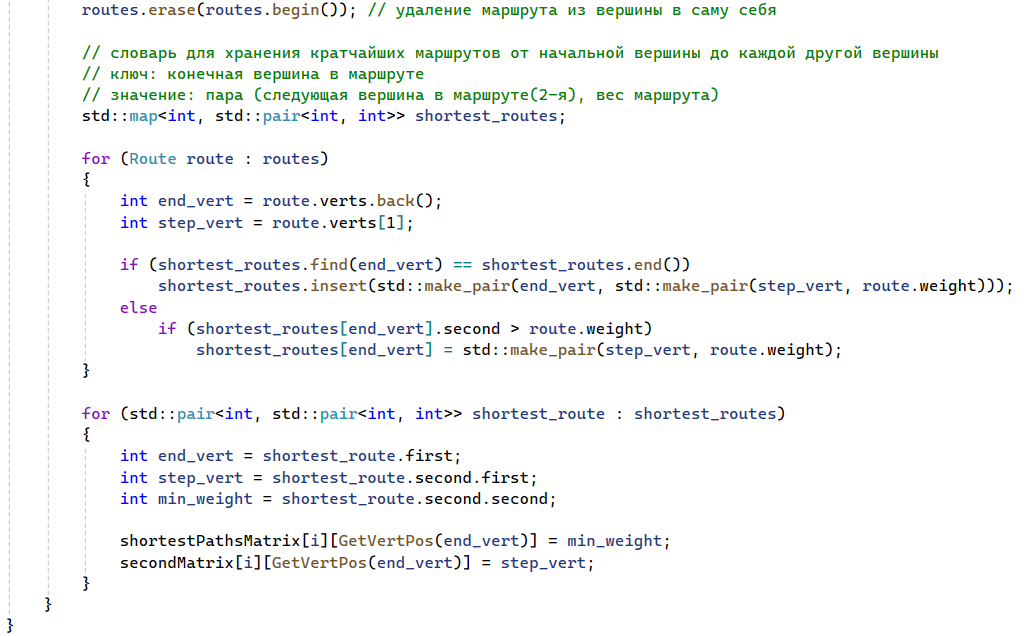 routes.erase(routes.begin()); // удаление маршрута из вершины в саму себя
// словарь для хранения кратчайших маршрутов от начальной вершины до каждой другой вершины
// ключ: конечная вершина в маршруте
// значение: пара (следующая вершина в маршруте(2-я), вес маршрута)
std::map<int, std::pair<int, int>> shortest_routes;
for (Route route : routes)
{
int end_vert = route.verts.back();
int step_vert = route.verts[1];
if (shortest_routes.find(end_vert) == shortest_routes.end())
shortest_routes.insert(std::make_pair(end_vert, std::make_pair(step_vert, route.weight)));
else
if (shortest_routes[end_vert].second > route.weight)
shortest_routes[end_vert] = std::make_pair(step_vert, route.weight);
}
for (std::pair<int, std::pair<int, int>> shortest_route : shortest_routes)
{
int end_vert = shortest_route.first;
int step_vert = shortest_route.second.first;
int min_weight = shortest_route.second.second;
shortestPathsMatrix[i][GetVertPos(end_vert)] = min_weight;
secondMatrix[i][GetVertPos(end_vert)] = step_vert;
}
}
}